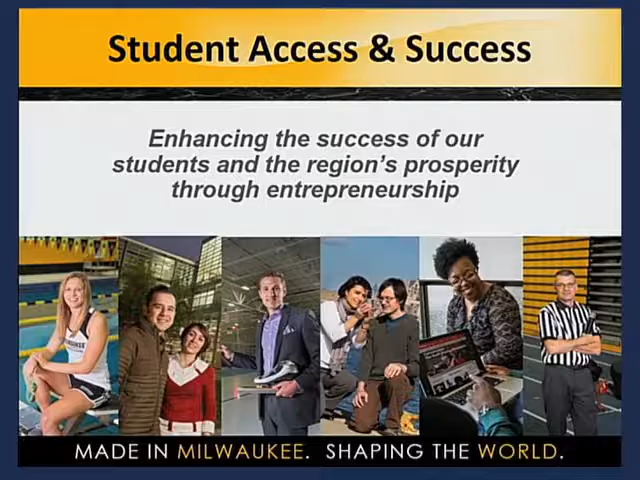 Student Access & Success
Enhancing the success of our
students and the region's prosperity
through entrepreneurship
MADE IN MILWAUKEE. SHAPING THE WORLD.